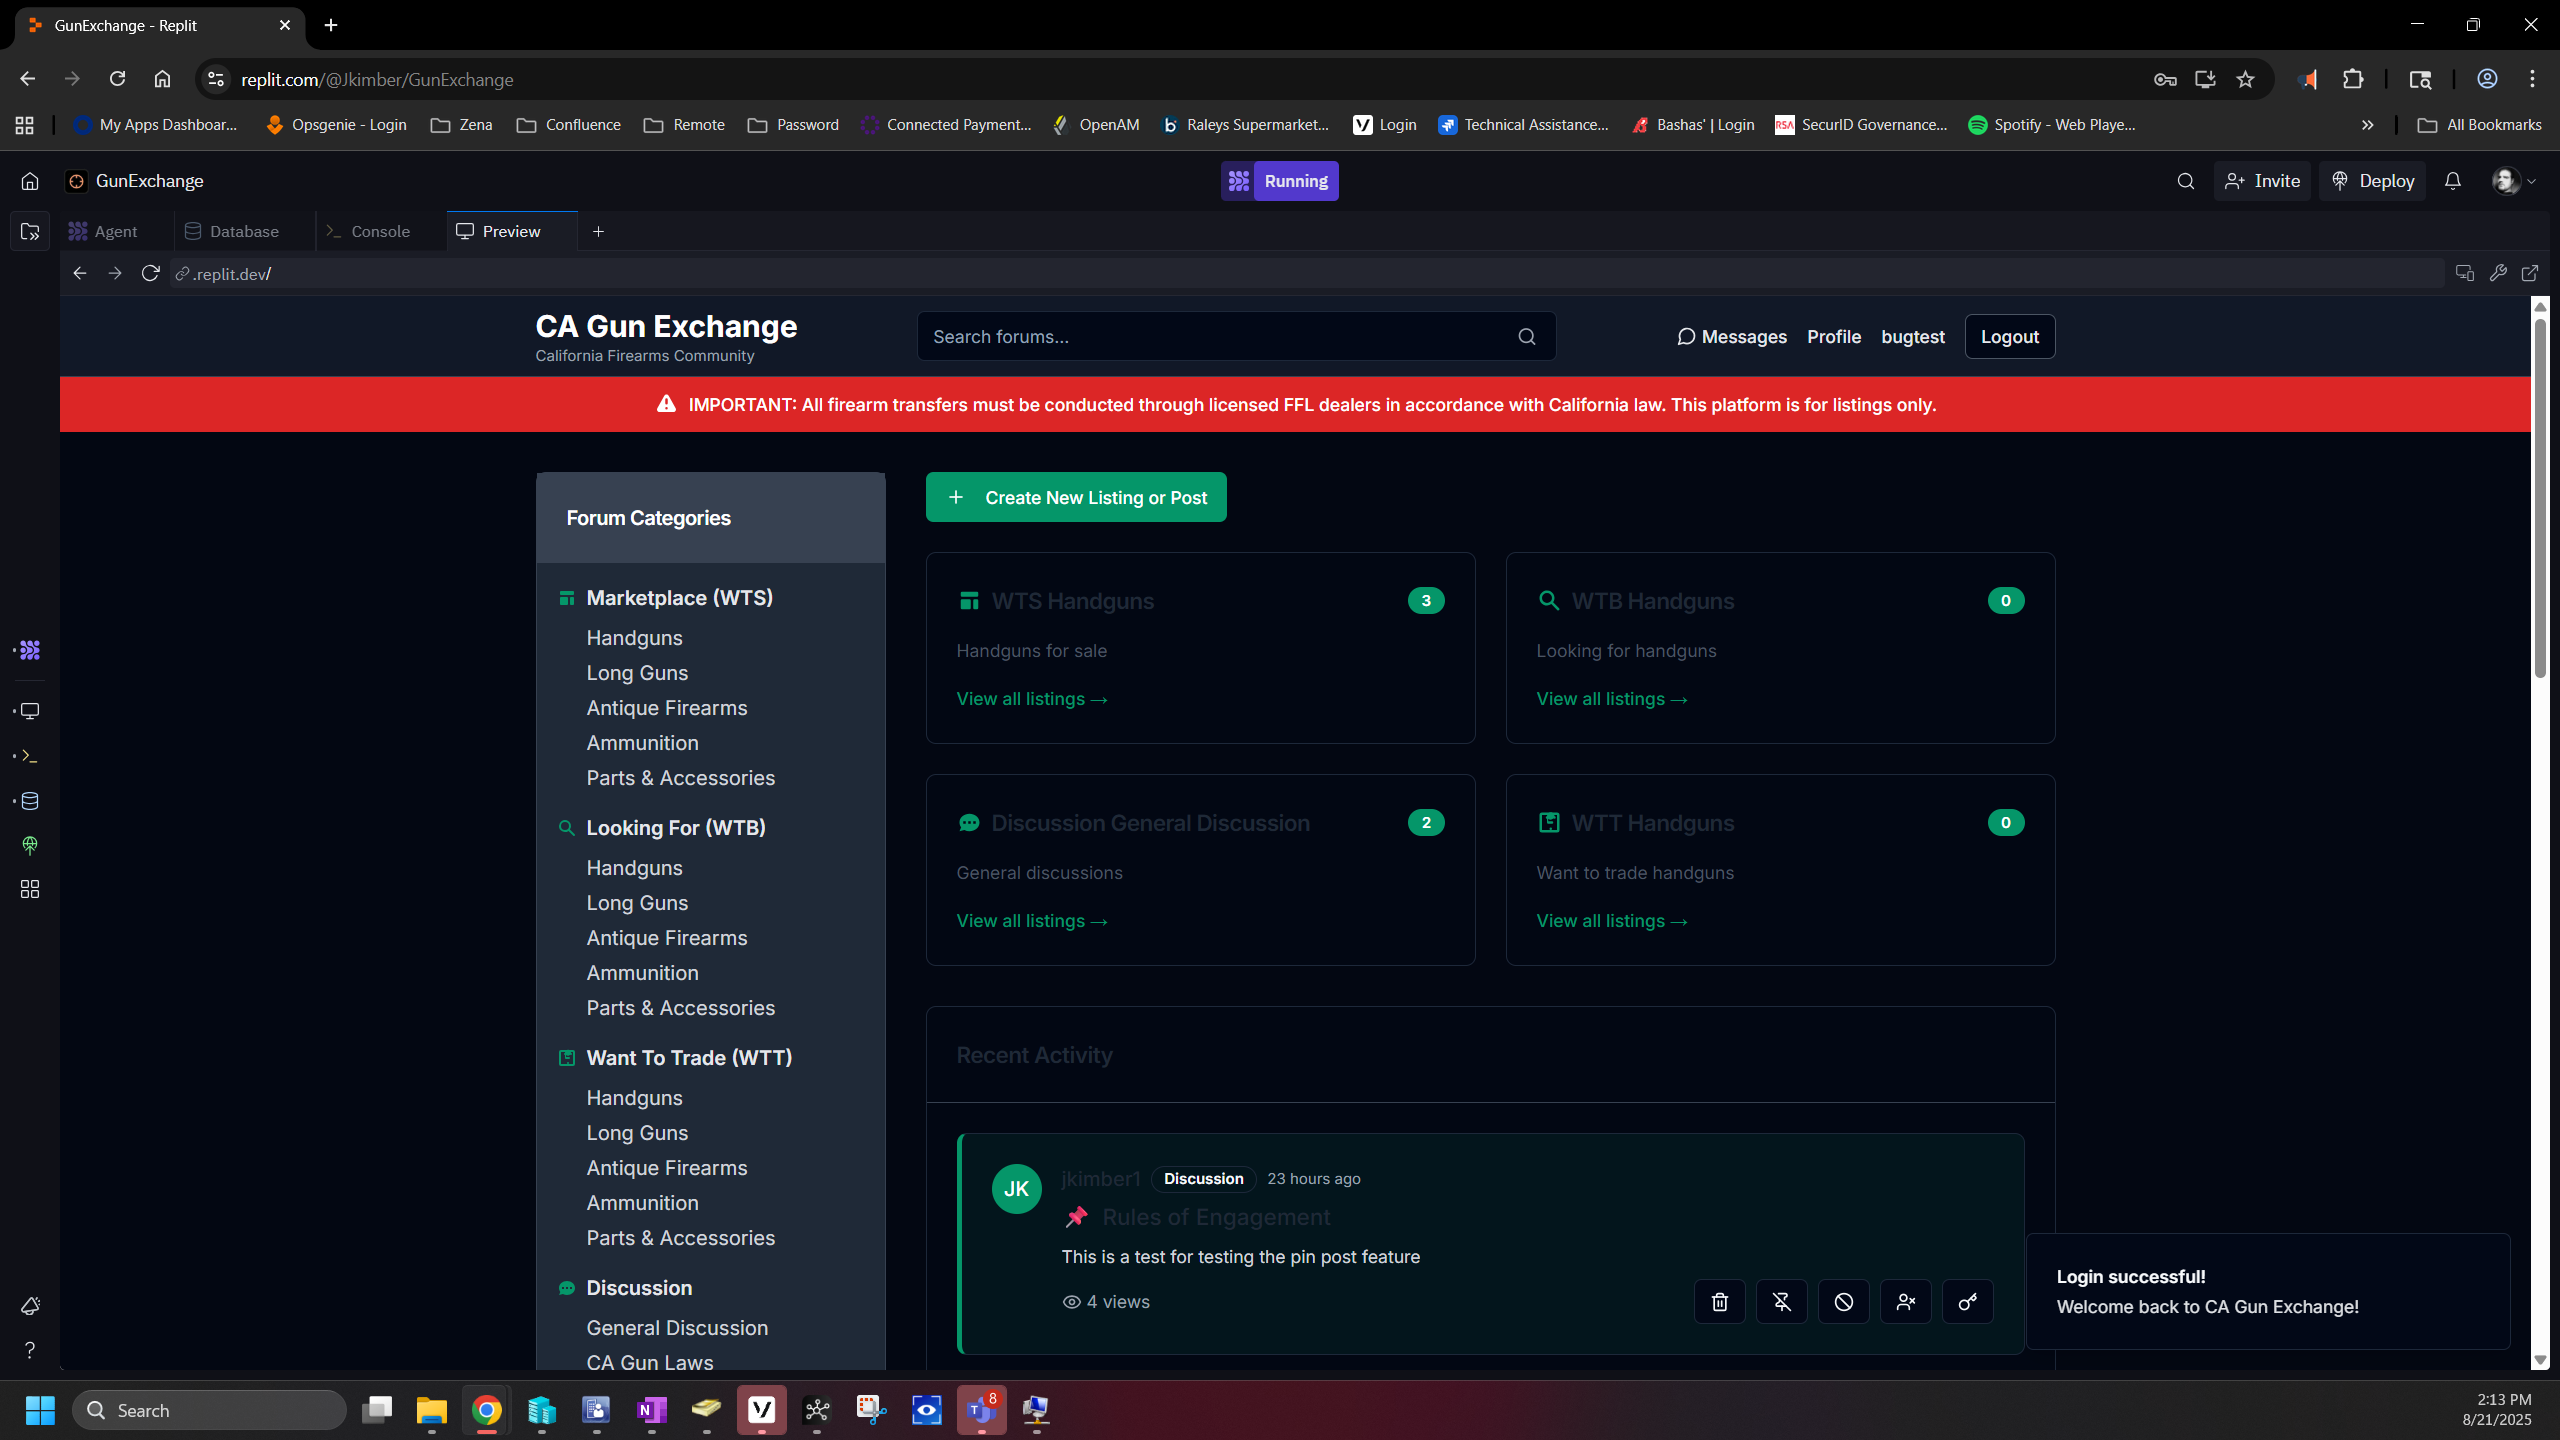 GunExchange - Replit
replit.com/@Jkimber/GunExchange
My Apps Dashboar...
Opsgenie - Login
Zena
Confluence
Remote
Password
Connected Payment...
OpenAM
Raleys Supermarket...
Login
Technical Assistance...
Bashas' | Login
RSA
SecurID Governance...
Spotify - Web Playe...
All Bookmarks
GunExchange
Running
Invite
Deploy
Agent
Database
Console
Preview
.replit.dev/
CA Gun Exchange
California Firearms Community
Search forums...
Messages
Profile
bugtest
Logout
IMPORTANT: All firearm transfers must be conducted through licensed FFL dealers in accordance with California law. This platform is for listings only.
Forum Categories
Marketplace (WTS)
Handguns
Long Guns
Antique Firearms
Ammunition
Parts & Accessories
Looking For (WTB)
Handguns
Long Guns
Antique Firearms
Ammunition
Parts & Accessories
Want To Trade (WTT)
Handguns
Long Guns
Antique Firearms
Ammunition
Parts & Accessories
Discussion
General Discussion
CA Gun Laws
+ Create New Listing or Post
WTS Handguns
3
Handguns for sale
View all listings →
WTB Handguns
0
Looking for handguns
View all listings →
Discussion General Discussion
2
General discussions
View all listings →
WTT Handguns
0
Want to trade handguns
View all listings →
Recent Activity
JK
jkimber1
Discussion
23 hours ago
Rules of Engagement
This is a test for testing the pin post feature
4 views
Login successful!
Welcome back to CA Gun Exchange!
Search
8
2:13 PM
8/21/2025